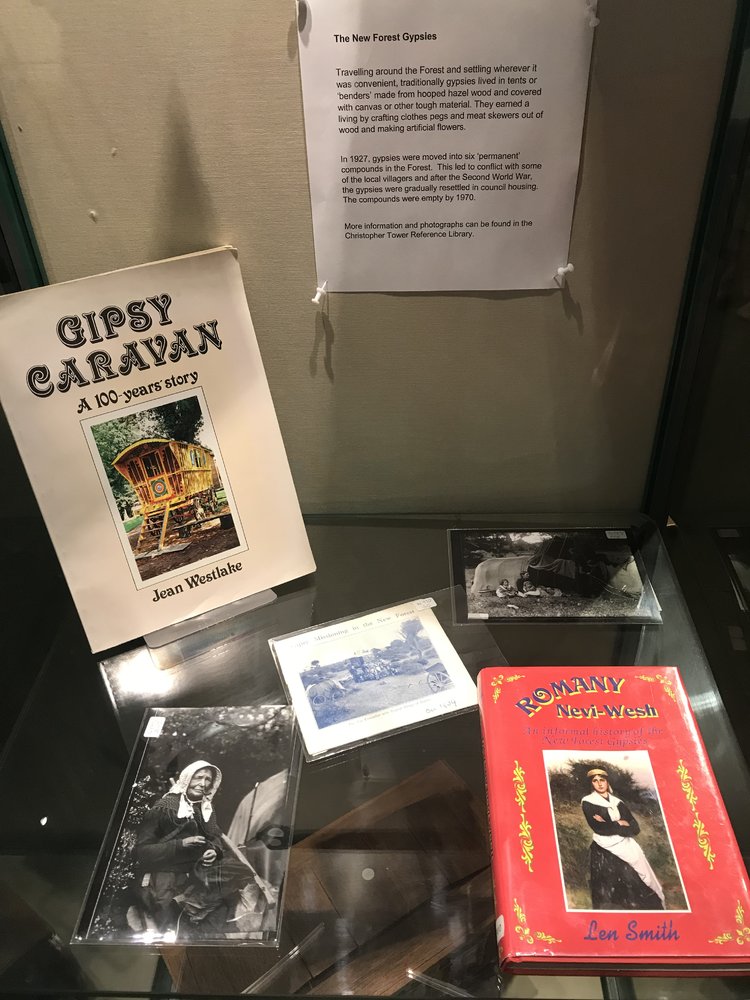 The New Forest Gypsies
Travelling around the Forest and settling wherever it
was convenient, traditionally gypsies lived in tents or
'benders' made from hooped hazel wood and covered
with canvas or other tough material. They earned a
living by crafting clothes pegs and meat skewers out of
wood and making artificial flowers.
In 1927, gypsies were moved into six 'permanent'
compounds in the Forest. This led to conflict with some
of the local villagers and after the Second World War,
the gypsies were gradually resettled in council housing.
The compounds were empty by 1970.
More information and photographs can be found in the
Christopher Tower Reference Library.
GIPSY
CARAVAN
A 100-years' story
Jean Westlake
Missioning in the New Forest
ROMANY
Nevi-Wesh
An informal history of the
New Forest Gypsies
Len Smith